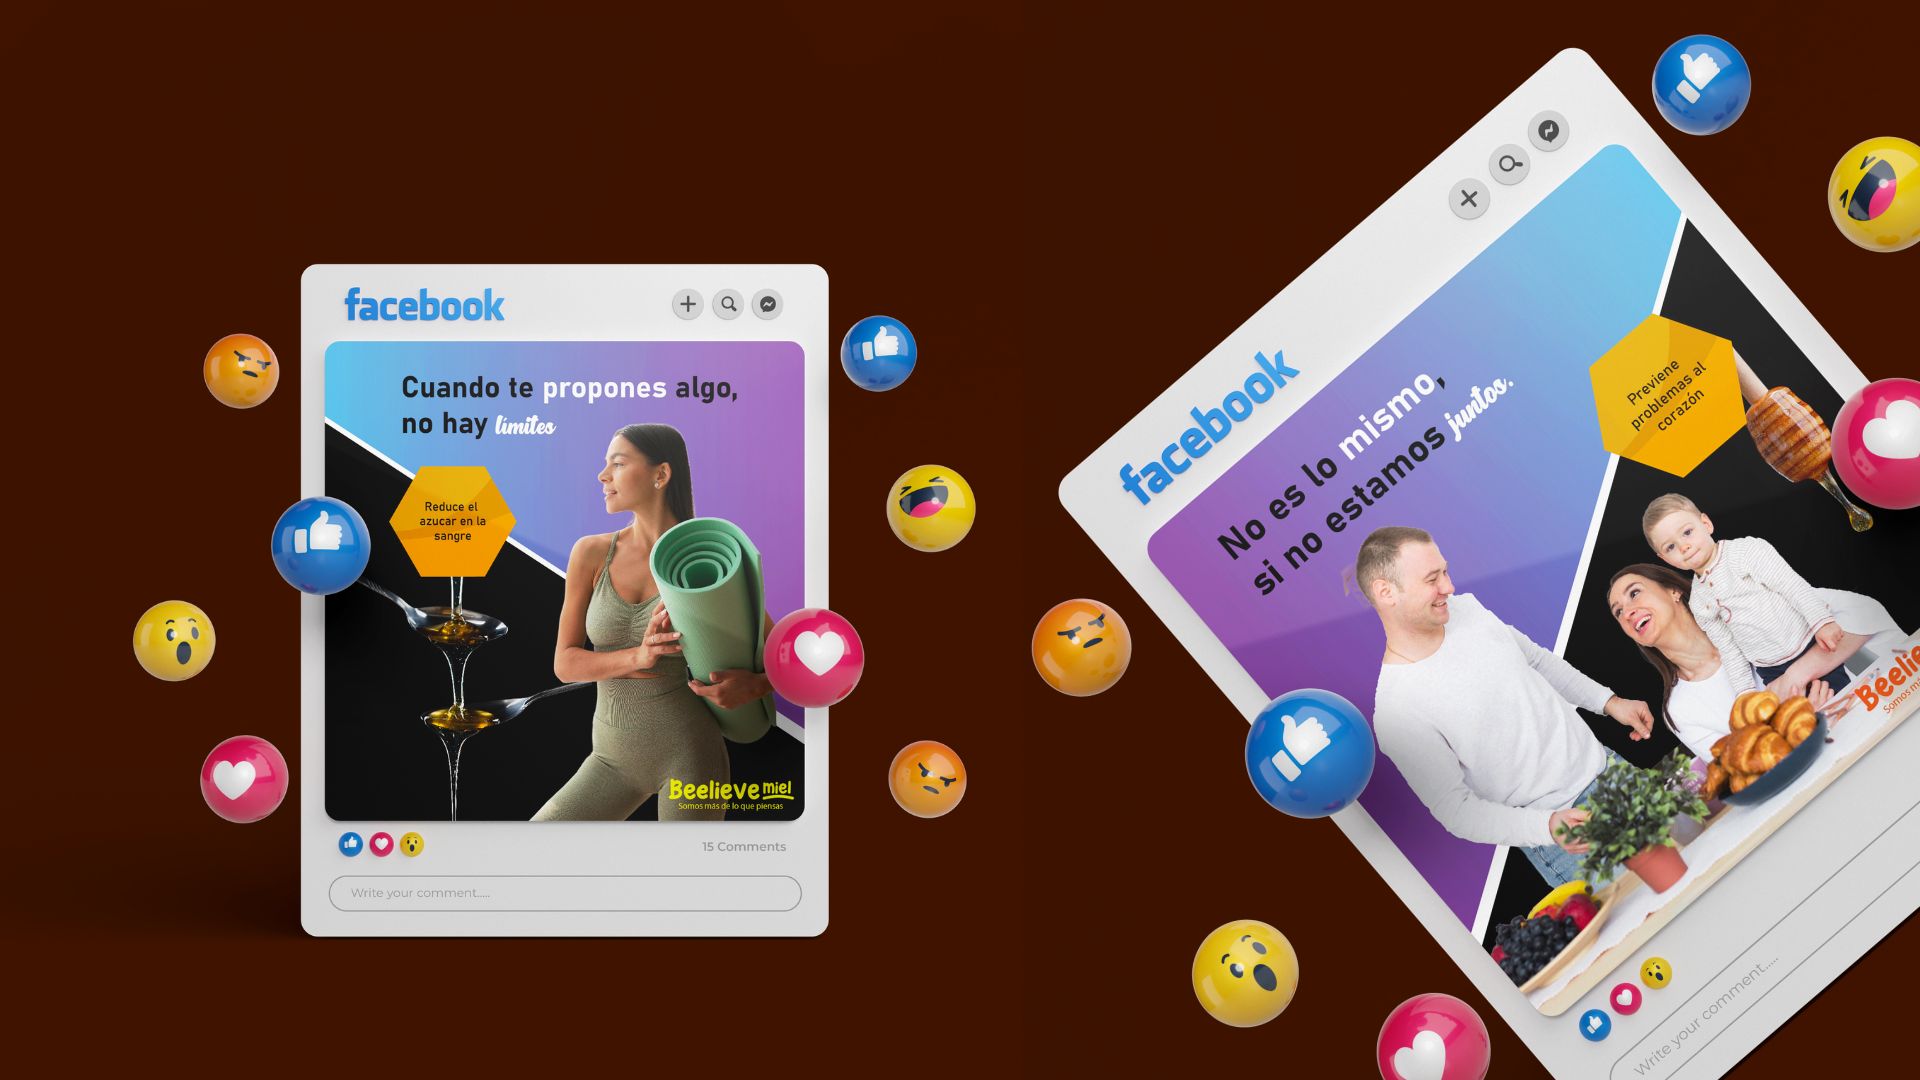 facebook
Cuando te propones algo,
no hay límites
Reduce el
azucar en la
sangre
Beelieve miel
Somos más de lo que piensas
15 Comments
Write your comment.....
facebook
No es lo mismo,
si no estamos juntos.
Previene
problemas al
corazón
Somos
Write your comment.....